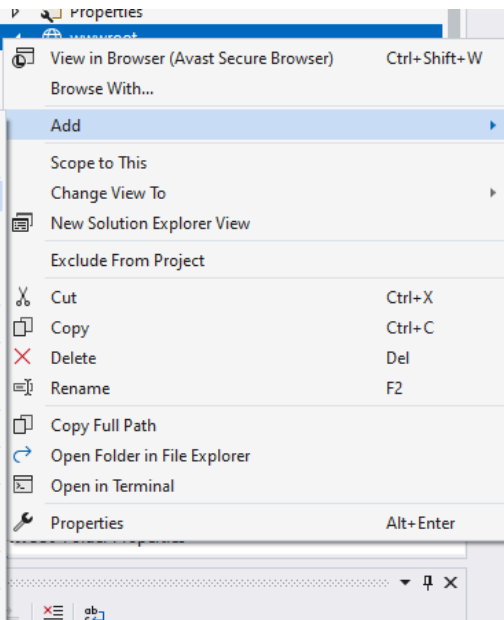 Properties
wwwroot
View in Browser (Avast Secure Browser) Ctrl+Shift+W
Browse With...
Add
Scope to This
Change View To
New Solution Explorer View
Exclude From Project
Cut Ctrl+X
Copy Ctrl+C
Delete Del
Rename F2
Copy Full Path
Open Folder in File Explorer
Open in Terminal
Properties Alt+Enter